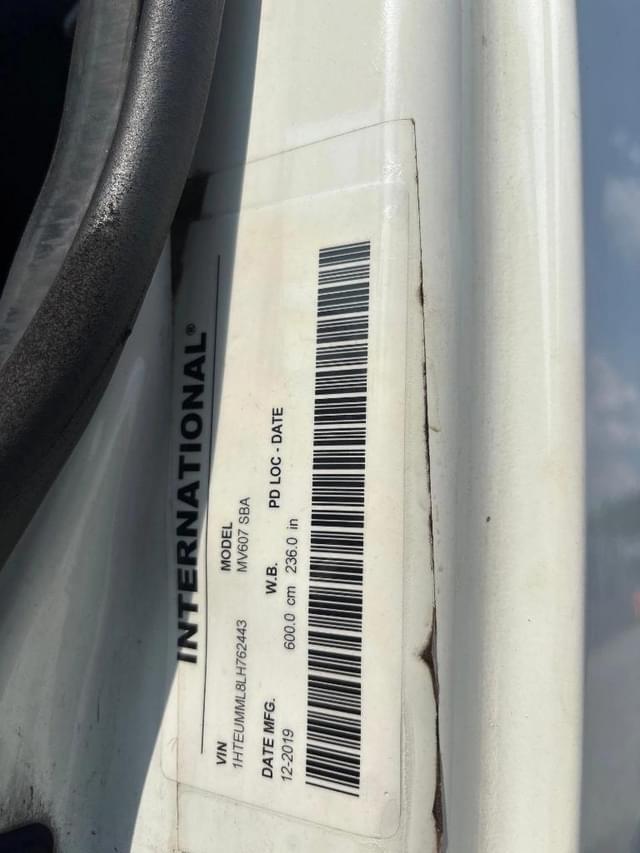 INTERNATIONAL®
VIN MODEL
1HTEUMML8LH762443 MV607 SBA
DATE MFG. W.B. PD LOC - DATE
12-2019 600.0 cm 236.0 in